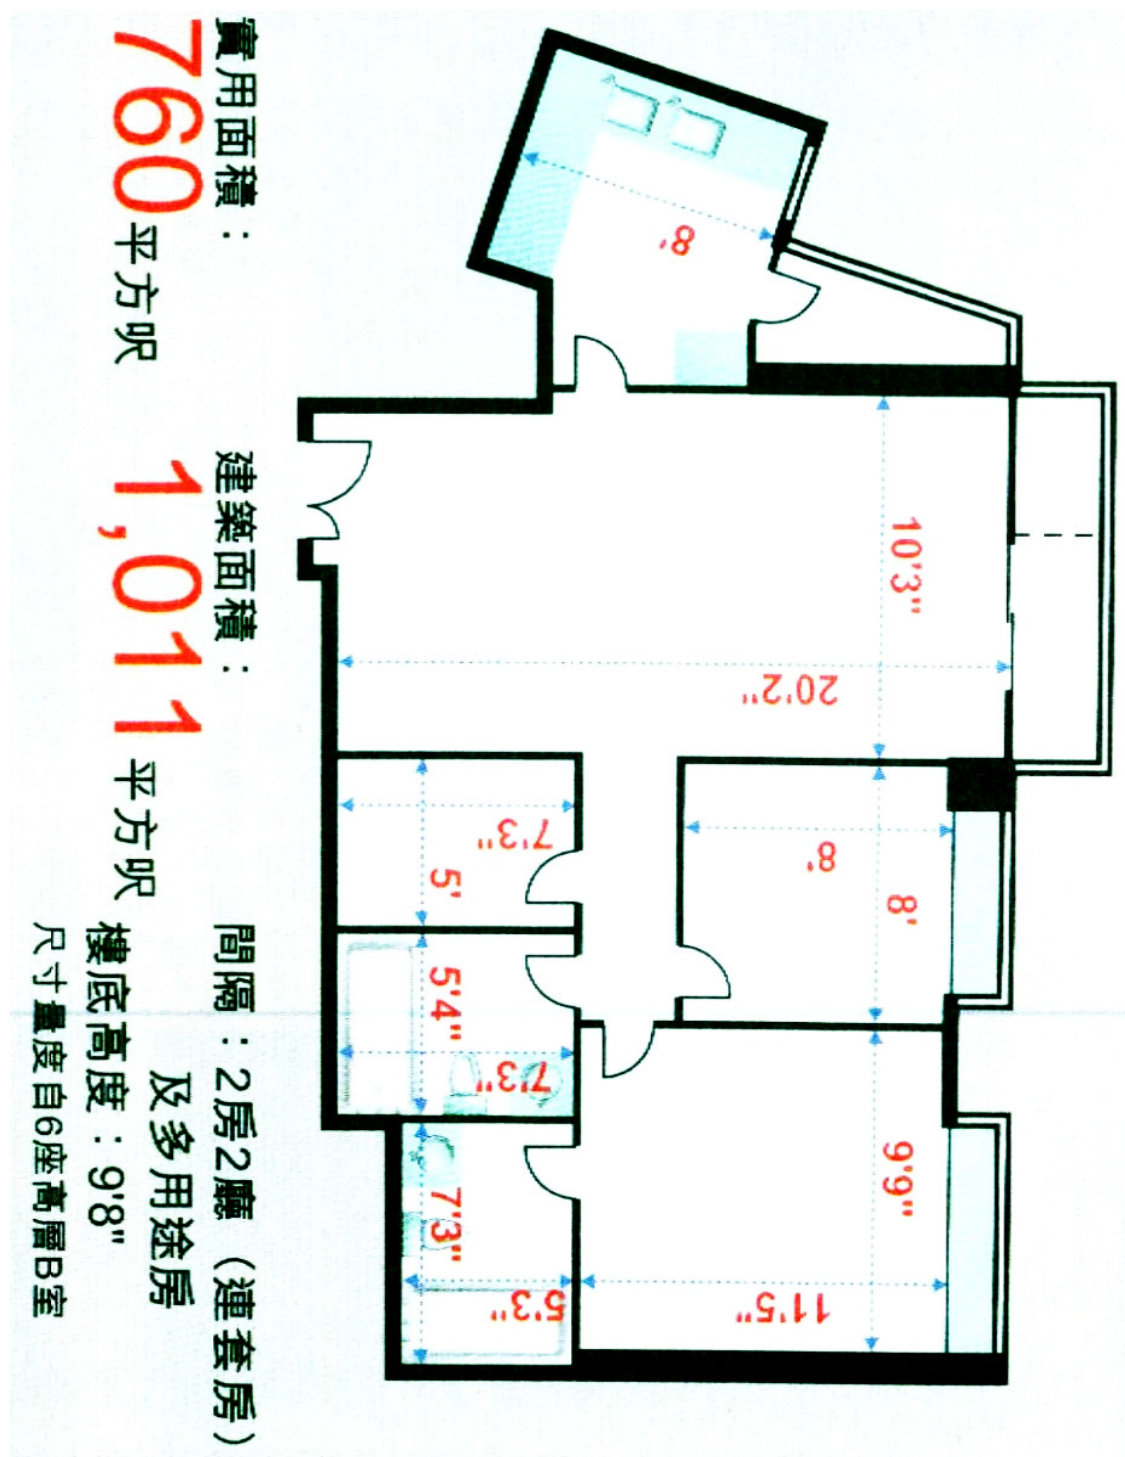 實用面積：
760平方呎
建築面積：
1,011平方呎
間隔：2房2廳（連套房）
及多用途房
樓底高度：9'8"
尺寸量度自6座高層B室
8'
10'3"
20'2"
7'3"
5'
8'
8'
5'4"
7'3"
9'9"
11'5"
7'3"
5'3"